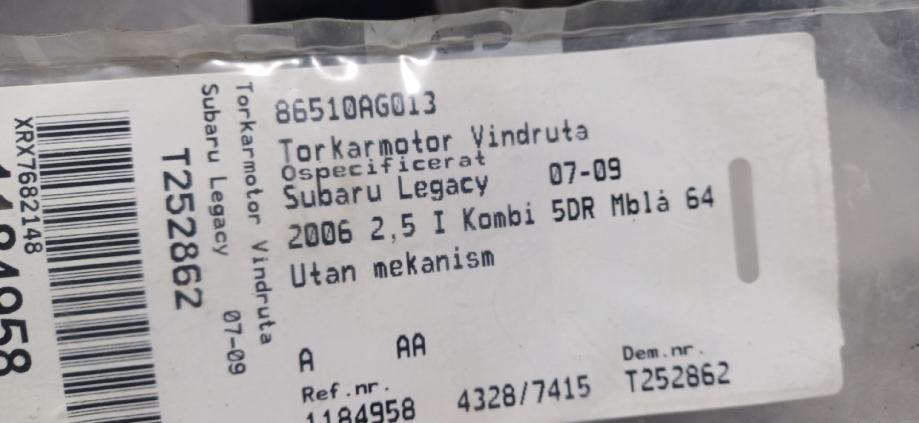 86510AG013
Torkarmotor Vindruta
Ospecificerat
Subaru Legacy 07-09
2006 2,5 I Kombi 5DR Mblå 64
Utan mekanism
A AA
Ref.nr. Dem.nr.
1184958 4328/7415 T252862
Torkarmotor Vindruta
Subaru Legacy 07-09
T252862
XRX7682148